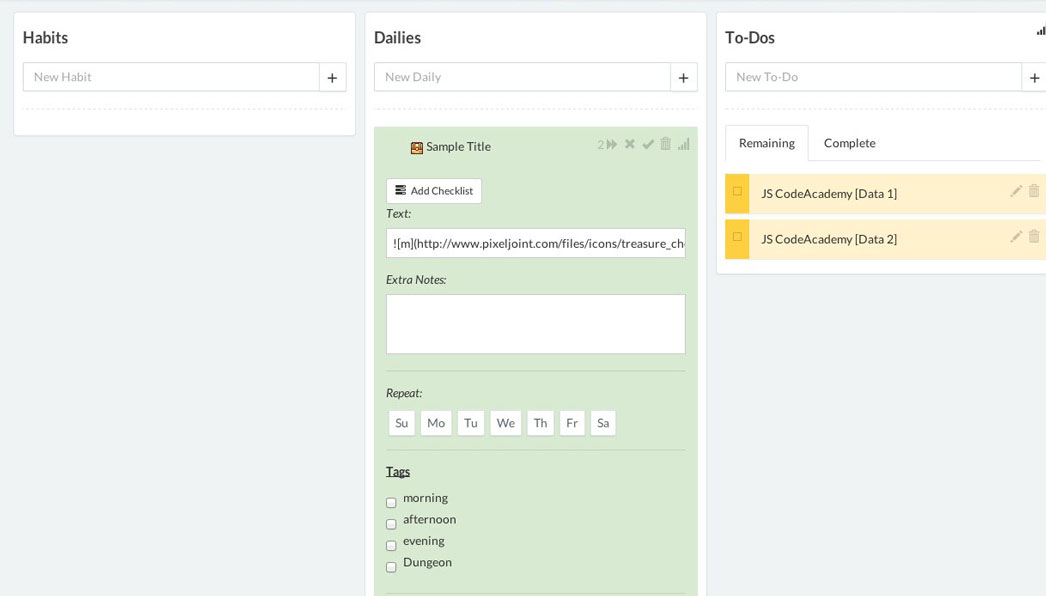 Habits
New Habit
Dailies
New Daily
Sample Title
2
Add Checklist
Text:
![m](http://www.pixeljoint.com/files/icons/treasure_ch
Extra Notes:
Repeat:
Su Mo Tu We Th Fr Sa
Tags
morning
afternoon
evening
Dungeon
To-Dos
New To-Do
Remaining Complete
JS CodeAcademy [Data 1]
JS CodeAcademy [Data 2]